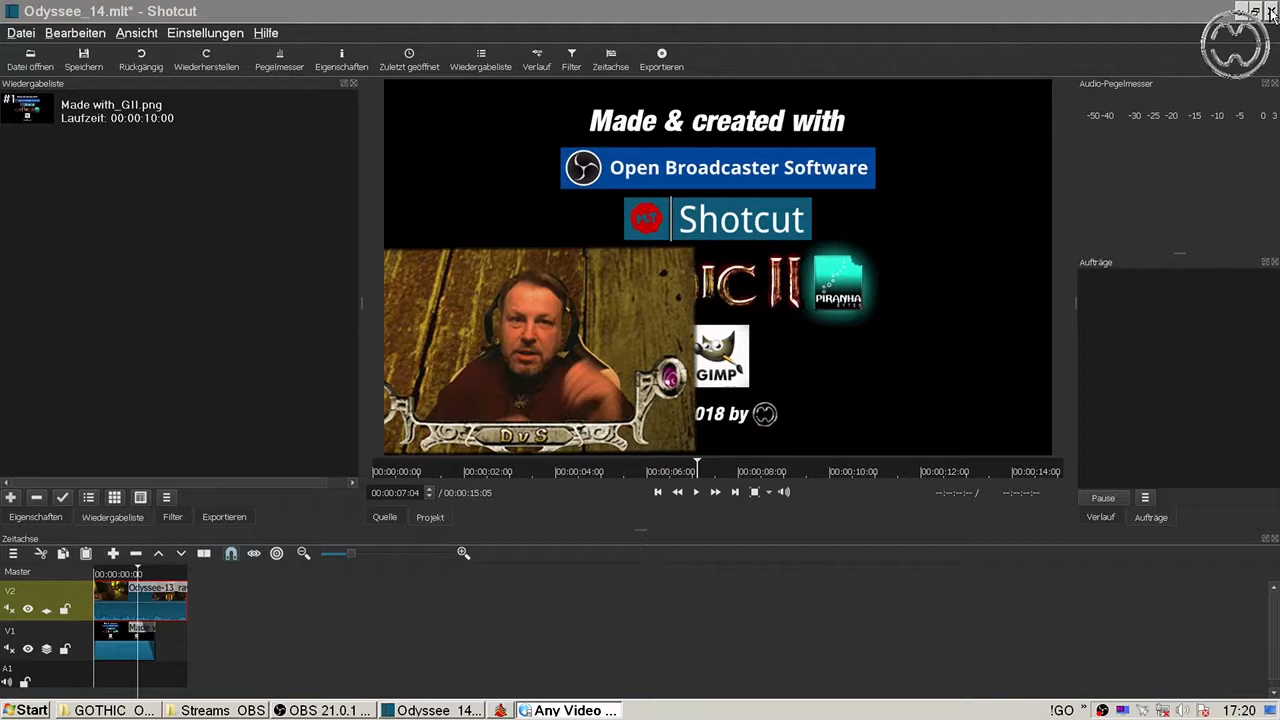 Odyssee_14.mlt* - Shotcut
Datei Bearbeiten Ansicht Einstellungen Hilfe
Datei öffnen Speichern Rückgängig Wiederherstellen Pegelmesser Eigenschaften Zuletzt geöffnet Wiedergabeliste Verlauf Filter Zeitachse Exportieren
Wiedergabeliste
Audio-Pegelmesser
#1 Made with_GII.png
Laufzeit: 00:00:10:00
-50 -40 -30 -25 -20 -15 -10 -5 0 3
Made & created with
Open Broadcaster Software
PLT Shotcut
IC II
PIRANHA
BYTES
GIMP
018 by
DvS
Aufträge
00:00:00:00 00:00:02:00 00:00:04:00 00:00:06:00 00:00:08:00 00:00:10:00 00:00:12:00 00:00:14:00
00:00:07:04 / 00:00:15:05
--:--:--:-- / --:--:--:--
Pause
Eigenschaften Wiedergabeliste Filter Exportieren
Quelle Projekt
Verlauf Aufträge
Zeitachse
Master
00:00:00:00
V2
Odyssee-13_ra
V1
Made
A1
Start GOTHIC O... Streams OBS OBS 21.0.1 ... Odyssee 14... Any Video ... !GO 17:20